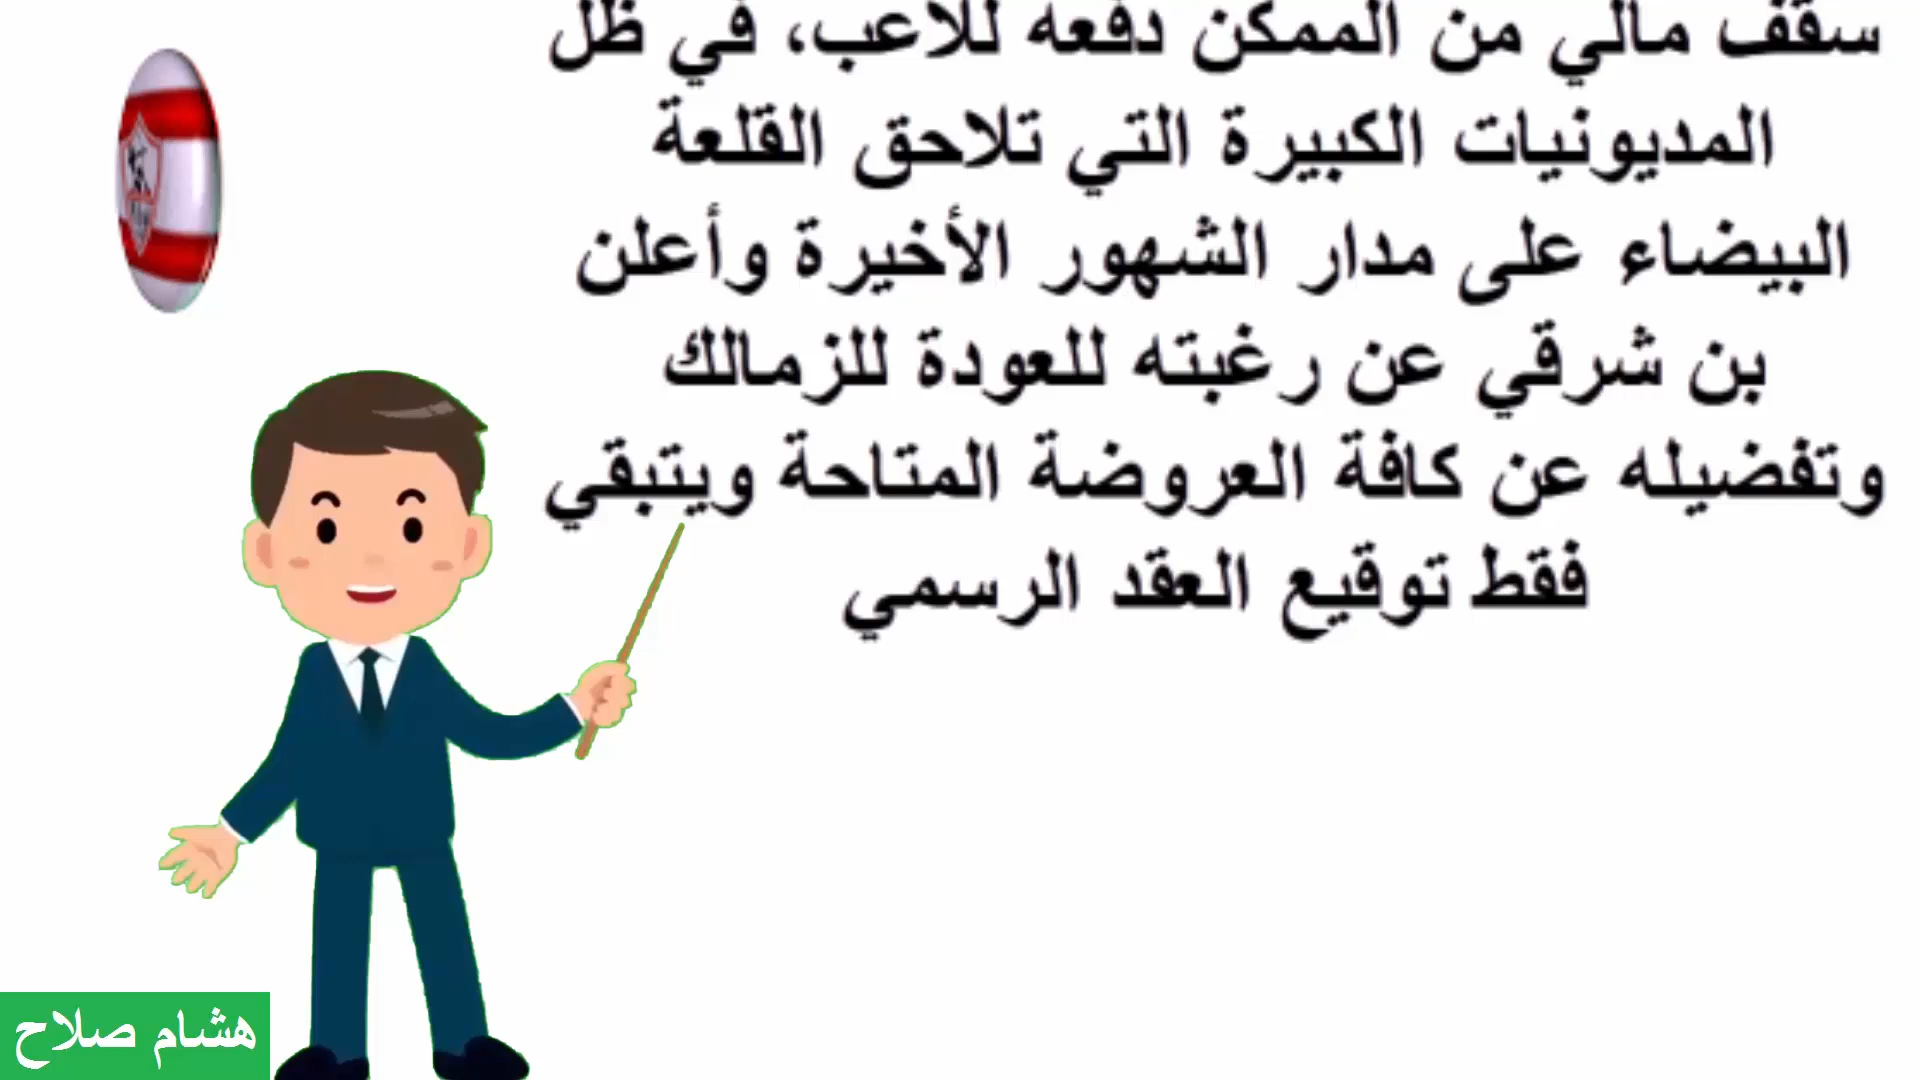 سقف مالي من الممكن دفعه للاعب، في ظل
المديونيات الكبيرة التي تلاحق القلعة
البيضاء على مدار الشهور الأخيرة وأعلن
بن شرقي عن رغبته للعودة للزمالك
وتفضيله عن كافة العروضة المتاحة ويتبقي
فقط توقيع العقد الرسمي
هشام صلاح